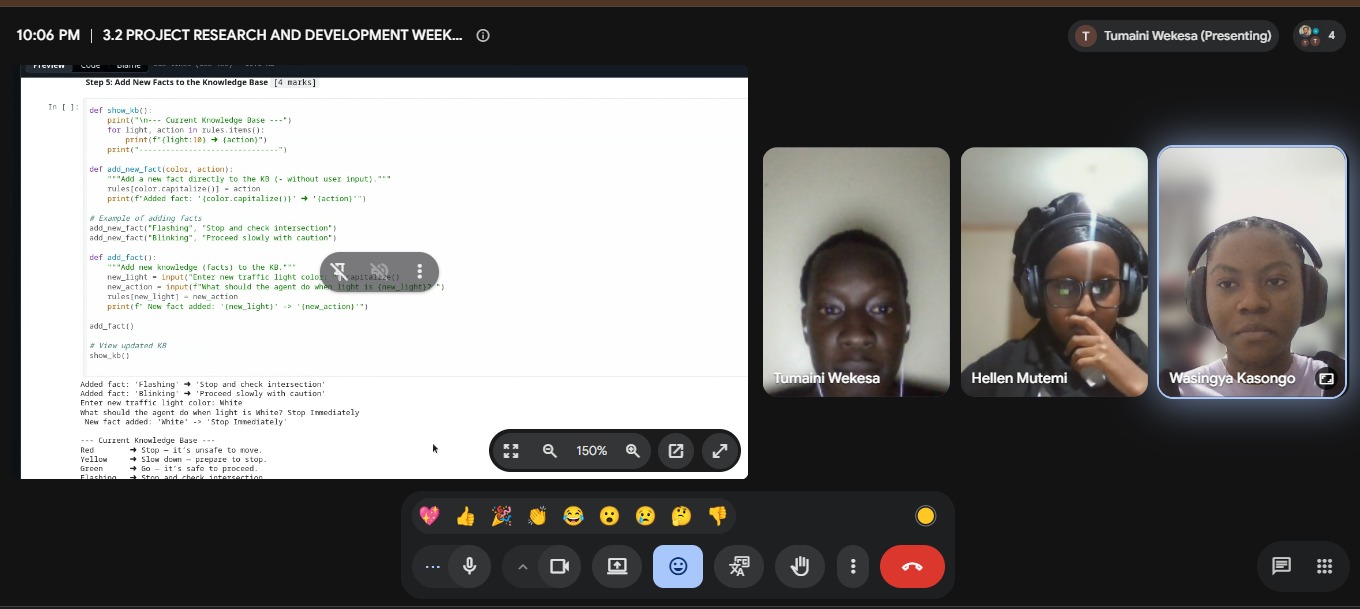 10:06 PM | 3.2 PROJECT RESEARCH AND DEVELOPMENT WEEK...
T Tumaini Wekesa (Presenting)
4
Preview Code Blame
Step 5: Add New Facts to the Knowledge Base [4 marks]
In [ ]:
def show_kb():
    print("\n--- Current Knowledge Base ---")
    for light, action in rules.items():
        print(f"{light:10} ➜ {action}")
    print("------------------------------")
def add_new_fact(color, action):
    """Add a new fact directly to the KB (- without user input)."""
    rules[color.capitalize()] = action
    print(f"Added fact: '{color.capitalize()}' ➜ '{action}'")
# Example of adding facts
add_new_fact("Flashing", "Stop and check intersection")
add_new_fact("Blinking", "Proceed slowly with caution")
def add_fact():
    """Add new knowledge (facts) to the KB."""
    new_light = input("Enter new traffic light color: ").capitalize()
    new_action = input(f"What should the agent do when light is {new_light}? ")
    rules[new_light] = new_action
    print(f" New fact added: '{new_light}' -> '{new_action}'")
add_fact()
# View updated KB
show_kb()
Added fact: 'Flashing' ➜ 'Stop and check intersection'
Added fact: 'Blinking' ➜ 'Proceed slowly with caution'
Enter new traffic light color: White
What should the agent do when light is White? Stop Immediately
 New fact added: 'White' -> 'Stop Immediately'
--- Current Knowledge Base ---
Red ➜ Stop — it's unsafe to move.
Yellow ➜ Slow down — prepare to stop.
Green ➜ Go — it's safe to proceed.
Flashing ➜ Stop and check intersection
150%
Tumaini Wekesa
Hellen Mutemi
Wasingya Kasongo